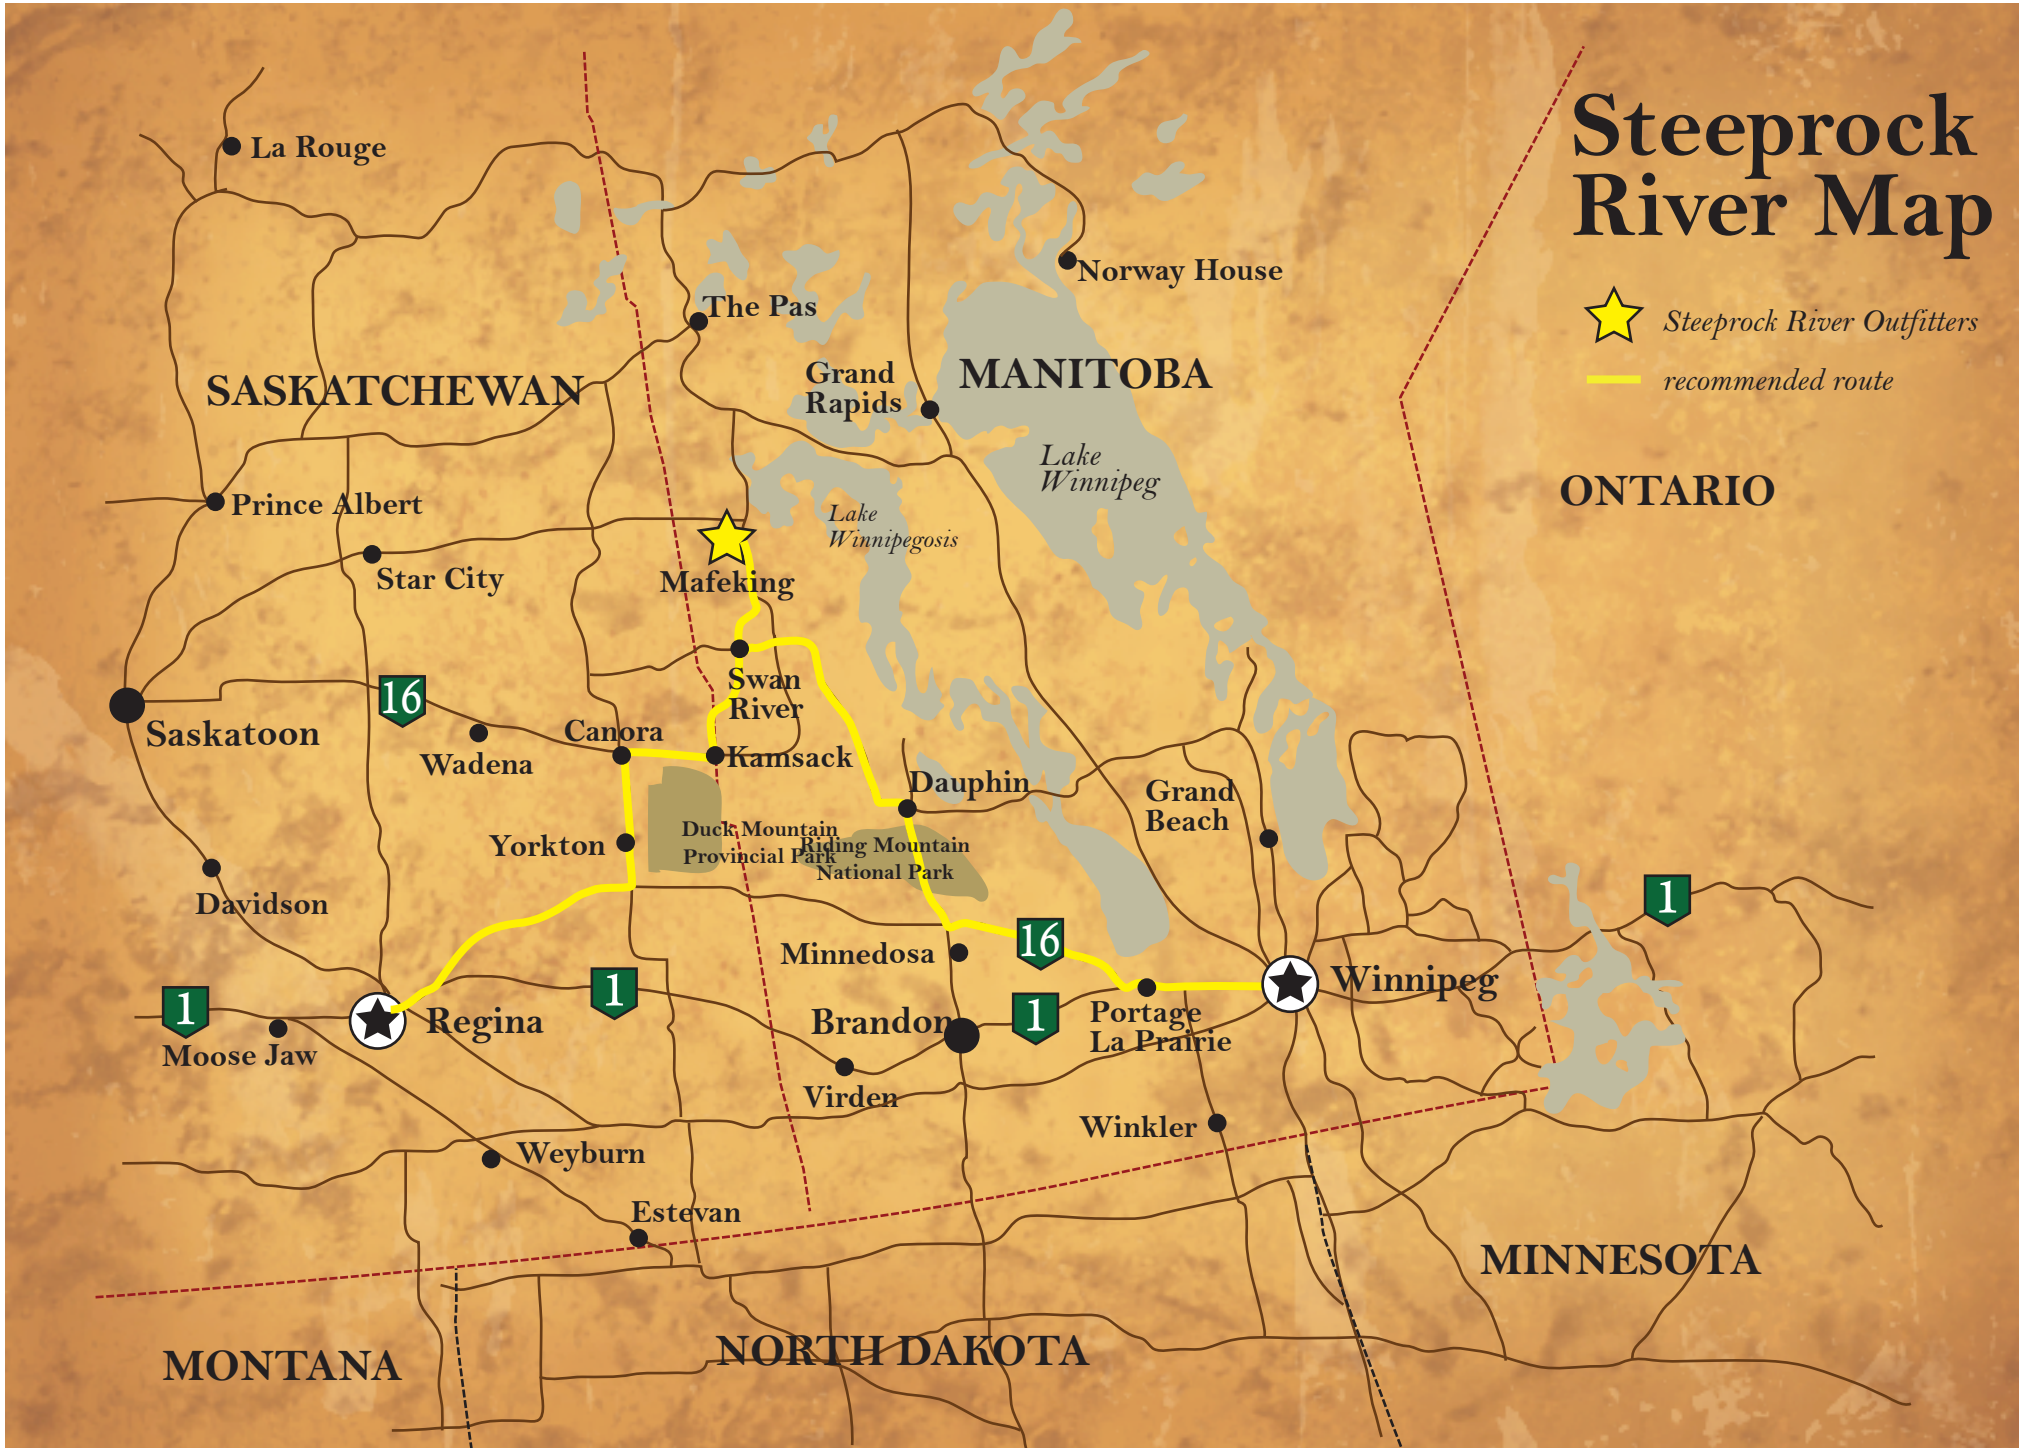 Steeprock
River Map
Steeprock River Outfitters
recommended route
La Rouge
Norway House
The Pas
SASKATCHEWAN
MANITOBA
Grand
Rapids
Lake
Winnipeg
ONTARIO
Prince Albert
Lake
Winnipegosis
Star City
Mafeking
Swan
River
16
Saskatoon
Canora
Wadena
Kamsack
Dauphin
Grand
Beach
Yorkton
Duck Mountain
Provincial Park
Riding Mountain
National Park
Davidson
1
16
Minnedosa
Winnipeg
1
1
Regina
Brandon
1
Portage
La Prairie
Moose Jaw
Virden
Winkler
Weyburn
Estevan
MINNESOTA
MONTANA
NORTH DAKOTA